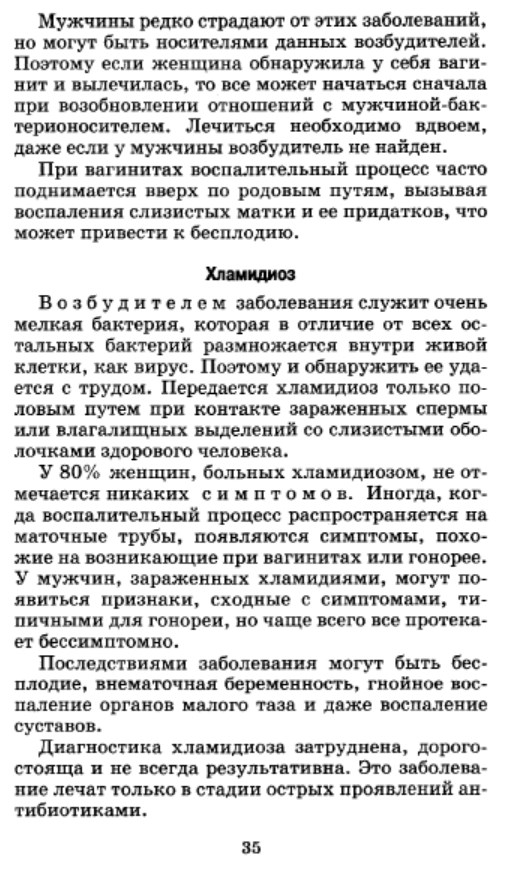 Мужчины редко страдают от этих заболеваний,
но могут быть носителями данных возбудителей.
Поэтому если женщина обнаружила у себя ваги-
нит и вылечилась, то все может начаться сначала
при возобновлении отношений с мужчиной-бак-
терионосителем. Лечиться необходимо вдвоем,
даже если у мужчины возбудитель не найден.
При вагинитах воспалительный процесс часто
поднимается вверх по родовым путям, вызывая
воспаления слизистых матки и ее придатков, что
может привести к бесплодию.
Хламидиоз
Возбудителем заболевания служит очень
мелкая бактерия, которая в отличие от всех ос-
тальных бактерий размножается внутри живой
клетки, как вирус. Поэтому и обнаружить ее уда-
ется с трудом. Передается хламидиоз только по-
ловым путем при контакте зараженных спермы
или влагалищных выделений со слизистыми обо-
лочками здорового человека.
У 80% женщин, больных хламидиозом, не от-
мечается никаких симптомов. Иногда, ког-
да воспалительный процесс распространяется на
маточные трубы, появляются симптомы, похо-
жие на возникающие при вагинитах или гонорее.
У мужчин, зараженных хламидиями, могут по-
явиться признаки, сходные с симптомами, ти-
пичными для гонореи, но чаще всего все протека-
ет бессимптомно.
Последствиями заболевания могут быть бес-
плодие, внематочная беременность, гнойное вос-
паление органов малого таза и даже воспаление
суставов.
Диагностика хламидиоза затруднена, дорого-
стояща и не всегда результативна. Это заболева-
ние лечат только в стадии острых проявлений ан-
тибиотиками.
35